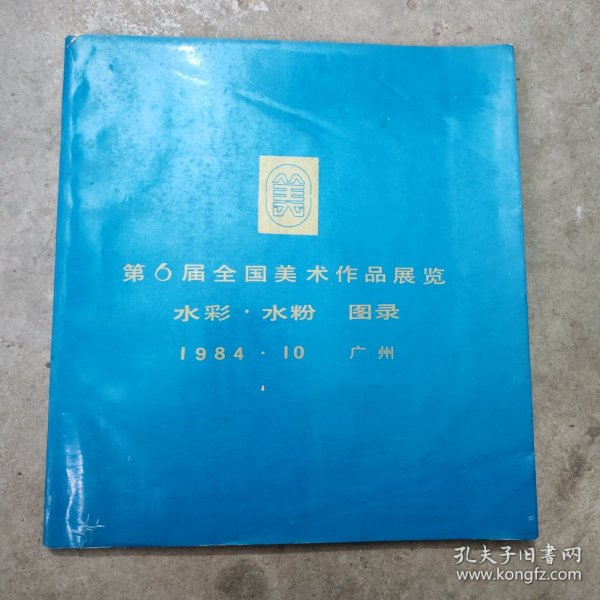 美
第6届全国美术作品展览
水彩·水粉 图录
1984·10 广州
孔夫子旧书网
www.kongfz.com